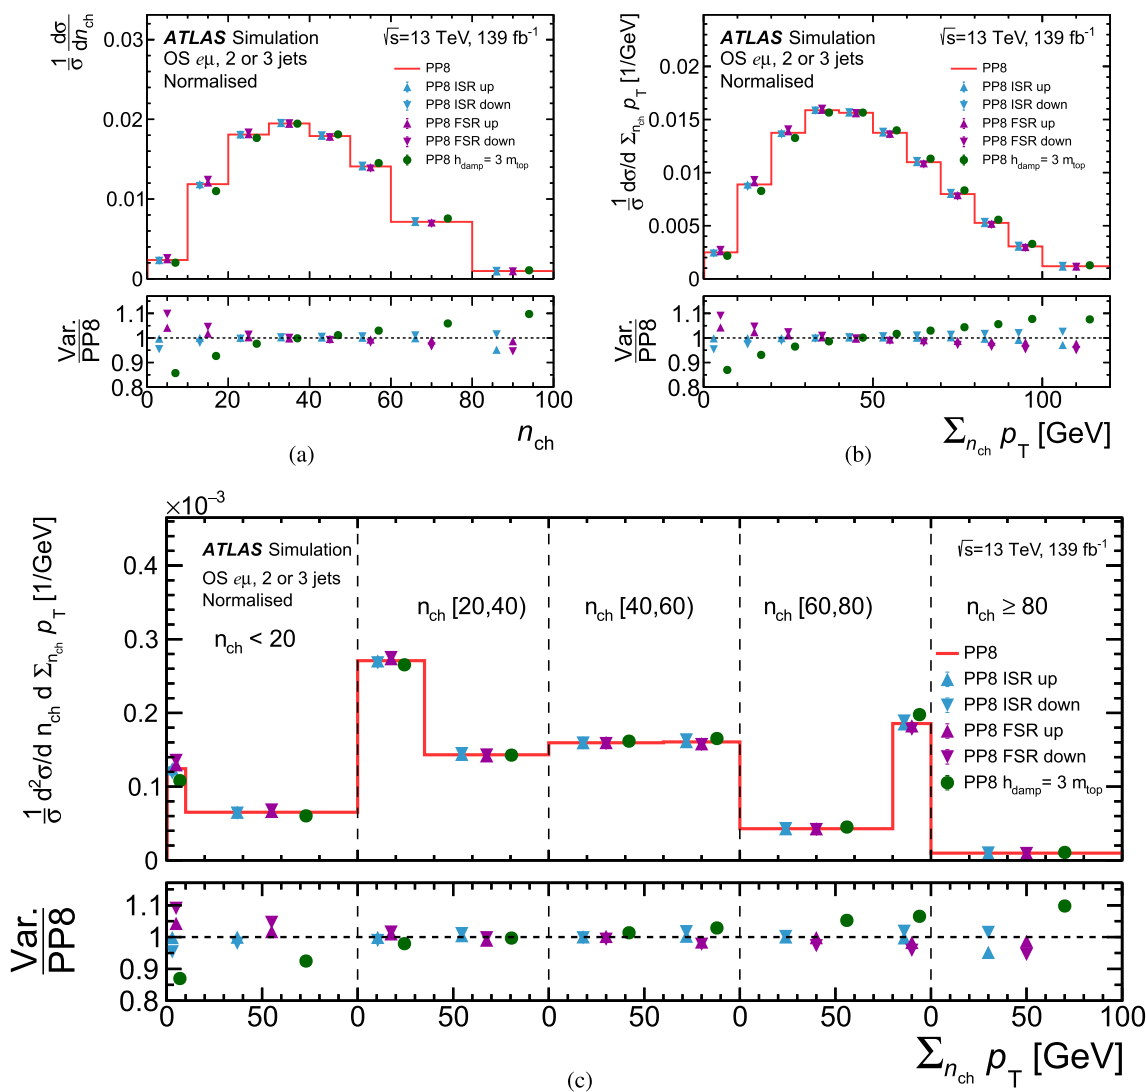 1/σ dσ/dn_ch
0.03
0.02
0.01
0
ATLAS Simulation
√s=13 TeV, 139 fb⁻¹
OS eμ, 2 or 3 jets
Normalised
PP8
PP8 ISR up
PP8 ISR down
PP8 FSR up
PP8 FSR down
PP8 h_damp = 3 m_top
Var.
PP8
1.1
1
0.9
0.8
0 20 40 60 80 100
n_ch
(a)
1/σ dσ/d Σ_n_ch p_T [1/GeV]
0.02
0.015
0.01
0.005
0
ATLAS Simulation
√s=13 TeV, 139 fb⁻¹
OS eμ, 2 or 3 jets
Normalised
PP8
PP8 ISR up
PP8 ISR down
PP8 FSR up
PP8 FSR down
PP8 h_damp = 3 m_top
Var.
PP8
1.1
1
0.9
0.8
0 20 40 60 80 100
Σ_n_ch p_T [GeV]
(b)
×10⁻³
1/σ d²σ/d n_ch d Σ_n_ch p_T [1/GeV]
0.4
0.3
0.2
0.1
0
ATLAS Simulation
√s=13 TeV, 139 fb⁻¹
OS eμ, 2 or 3 jets
Normalised
n_ch < 20
n_ch [20,40)
n_ch [40,60)
n_ch [60,80)
n_ch ≥ 80
PP8
PP8 ISR up
PP8 ISR down
PP8 FSR up
PP8 FSR down
PP8 h_damp = 3 m_top
Var.
PP8
1.1
1
0.9
0.8
0 50 0 50 0 50 0 50 0 50 100
Σ_n_ch p_T [GeV]
(c)